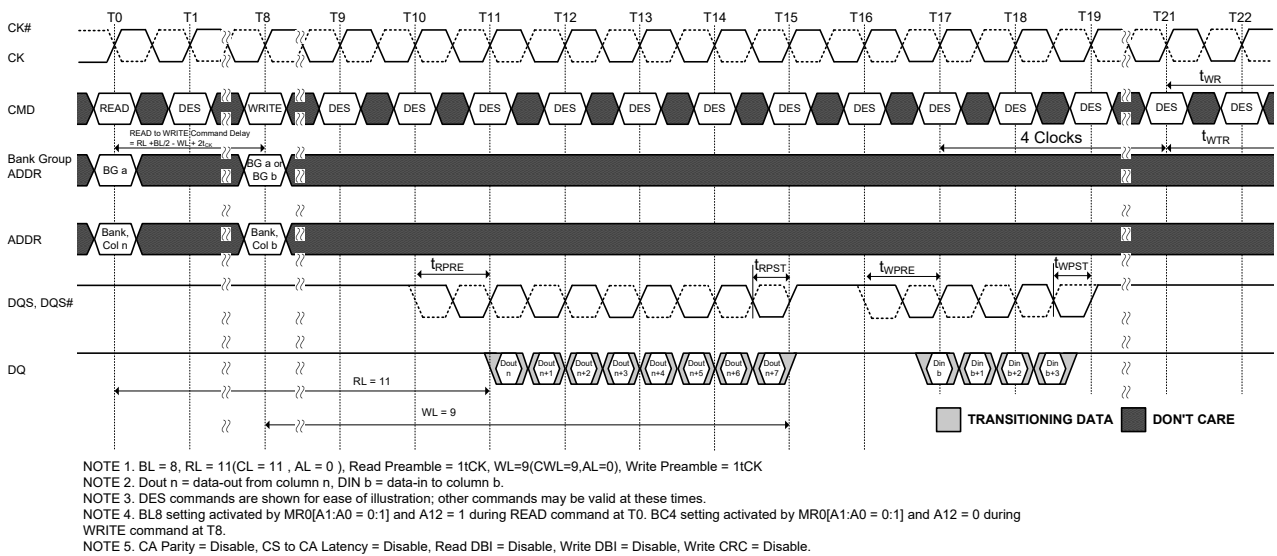 T0 T1 T8 T9 T10 T11 T12 T13 T14 T15 T16 T17 T18 T19 T21 T22
CK#
CK
tWR
CMD READ DES WRITE DES DES DES DES DES DES DES DES DES DES DES DES DES
READ to WRITE Command Delay
= RL +BL/2 - WL + 2tCK
4 Clocks
tWTR
Bank Group
ADDR
BG a
BG a or
BG b
ADDR
Bank,
Col n
Bank,
Col b
tRPRE tRPST tWPRE tWPST
DQS, DQS#
DQ
Dout
n
Dout
n+1
Dout
n+2
Dout
n+3
Dout
n+4
Dout
n+5
Dout
n+6
Dout
n+7
Din
b
Din
b+1
Din
b+2
Din
b+3
RL = 11
WL = 9
TRANSITIONING DATA DON'T CARE
NOTE 1. BL = 8, RL = 11(CL = 11 , AL = 0 ), Read Preamble = 1tCK, WL=9(CWL=9,AL=0), Write Preamble = 1tCK
NOTE 2. Dout n = data-out from column n, DIN b = data-in to column b.
NOTE 3. DES commands are shown for ease of illustration; other commands may be valid at these times.
NOTE 4. BL8 setting activated by MR0[A1:A0 = 0:1] and A12 = 1 during READ command at T0. BC4 setting activated by MR0[A1:A0 = 0:1] and A12 = 0 during
WRITE command at T8.
NOTE 5. CA Parity = Disable, CS to CA Latency = Disable, Read DBI = Disable, Write DBI = Disable, Write CRC = Disable.